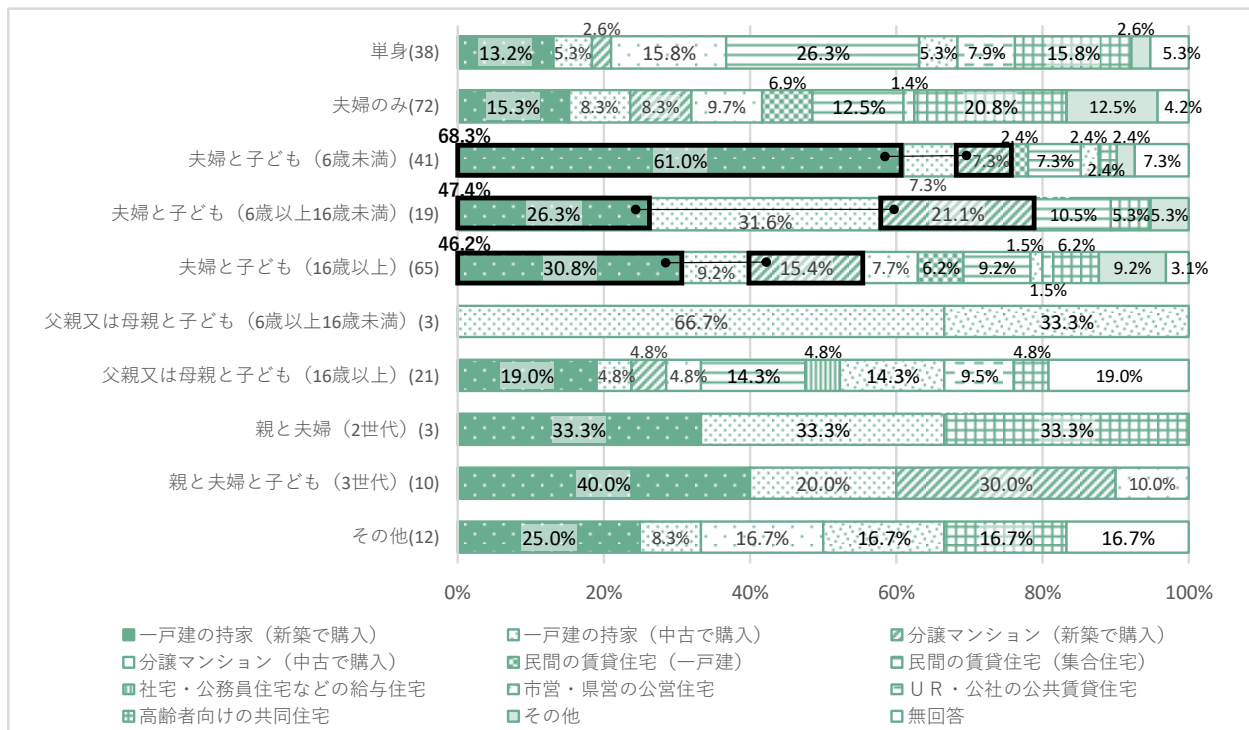 2.6% 2.6%
単身(38) 13.2% 5.3% 15.8% 26.3% 5.3% 7.9% 15.8% 5.3%
6.9% 1.4%
夫婦のみ(72) 15.3% 8.3% 8.3% 9.7% 12.5% 20.8% 12.5% 4.2%
68.3% 2.4% 2.4% 2.4%
夫婦と子ども（6歳未満）(41) 61.0% 7.3% 7.3% 7.3%
2.4%
47.4% 7.3%
夫婦と子ども（6歳以上16歳未満）(19) 26.3% 31.6% 21.1% 10.5% 5.3% 5.3%
46.2% 1.5% 6.2%
夫婦と子ども（16歳以上）(65) 30.8% 9.2% 15.4% 7.7% 6.2% 9.2% 9.2% 3.1%
1.5%
父親又は母親と子ども（6歳以上16歳未満）(3) 66.7% 33.3%
4.8% 4.8% 4.8%
父親又は母親と子ども（16歳以上）(21) 19.0% 4.8% 4.8% 14.3% 14.3% 9.5% 19.0%
親と夫婦（2世代）(3) 33.3% 33.3% 33.3%
親と夫婦と子ども（3世代）(10) 40.0% 20.0% 30.0% 10.0%
その他(12) 25.0% 8.3% 16.7% 16.7% 16.7% 16.7%
0% 20% 40% 60% 80% 100%
一戸建の持家（新築で購入） 一戸建の持家（中古で購入） 分譲マンション（新築で購入）
分譲マンション（中古で購入） 民間の賃貸住宅（一戸建） 民間の賃貸住宅（集合住宅）
社宅・公務員住宅などの給与住宅 市営・県営の公営住宅 ＵＲ・公社の公共賃貸住宅
高齢者向けの共同住宅 その他 無回答